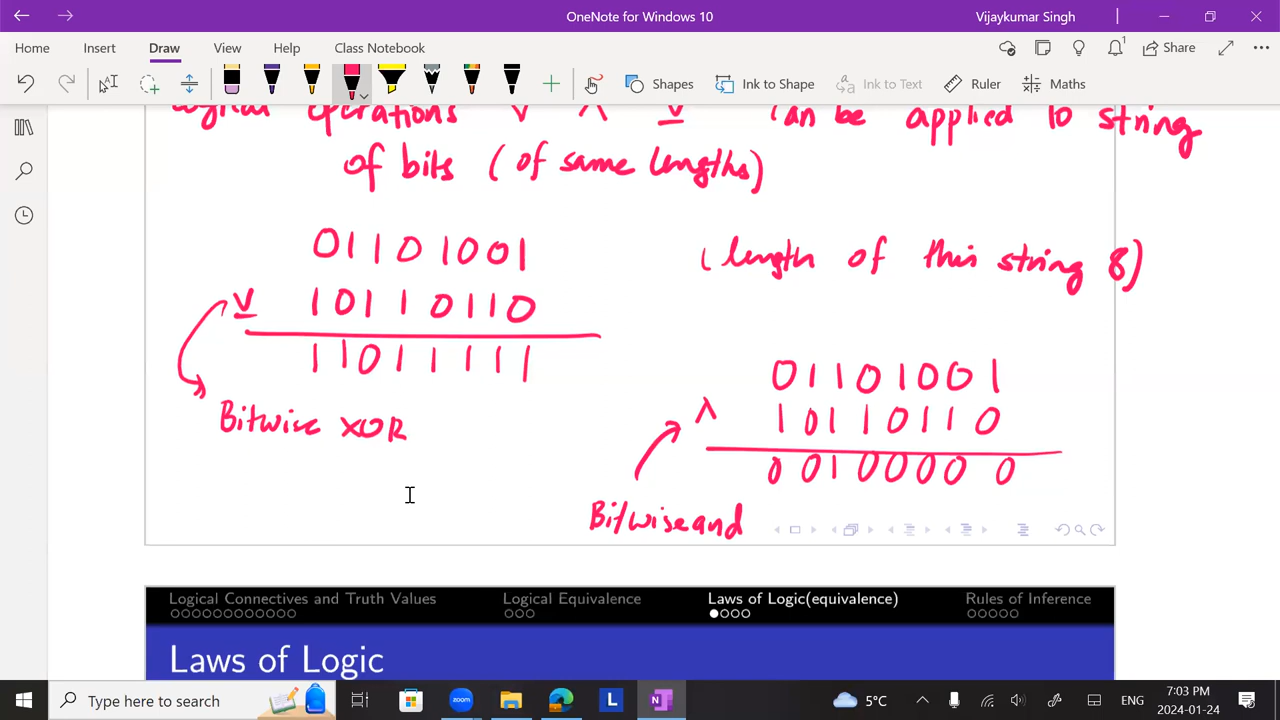 OneNote for Windows 10
Vijaykumar Singh
Home Insert Draw View Help Class Notebook
Share
Shapes Ink to Shape Ink to Text Ruler Maths
Logical operations ∨ ∧ ⊻ can be applied to string
of bits (of same lengths)
01101001
(length of this string 8)
⊻ 10110110
11011111
Bitwise XOR
01101001
∧ 10110110
00100000
Bitwise and
Logical Connectives and Truth Values Logical Equivalence Laws of Logic(equivalence) Rules of Inference
Laws of Logic
Type here to search
zoom
L
N
5°C
ENG
7:03 PM
2024-01-24